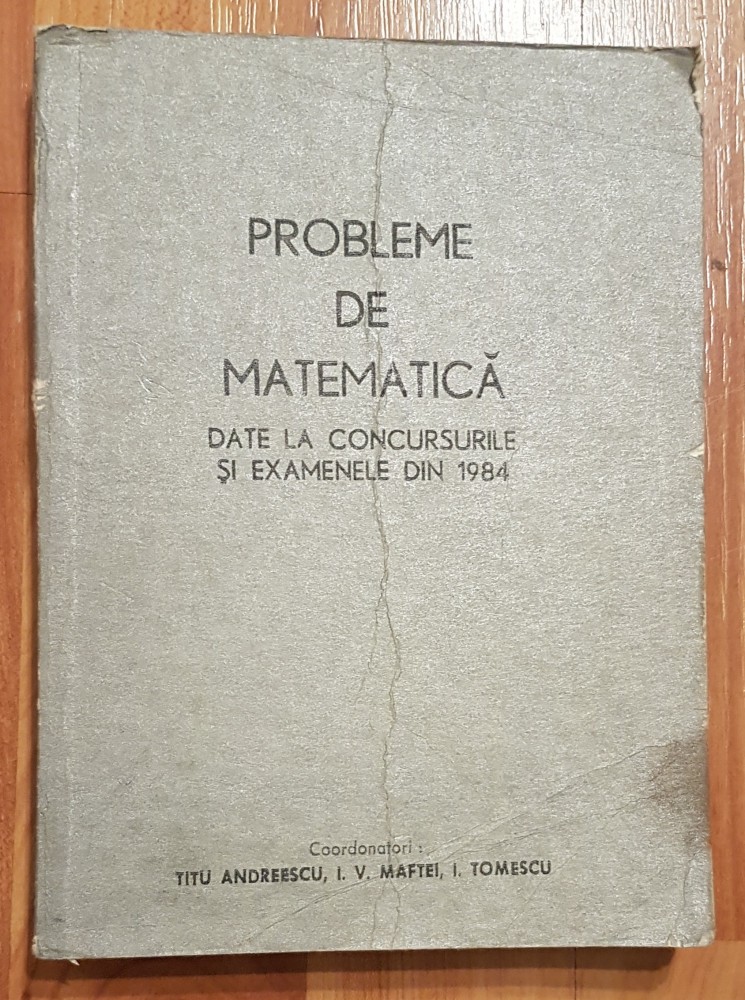 PROBLEME
DE
MATEMATICĂ
DATE LA CONCURSURILE
ŞI EXAMENELE DIN 1984
Coordonatori :
TITU ANDREESCU, I. V. MAFTEI, I. TOMESCU